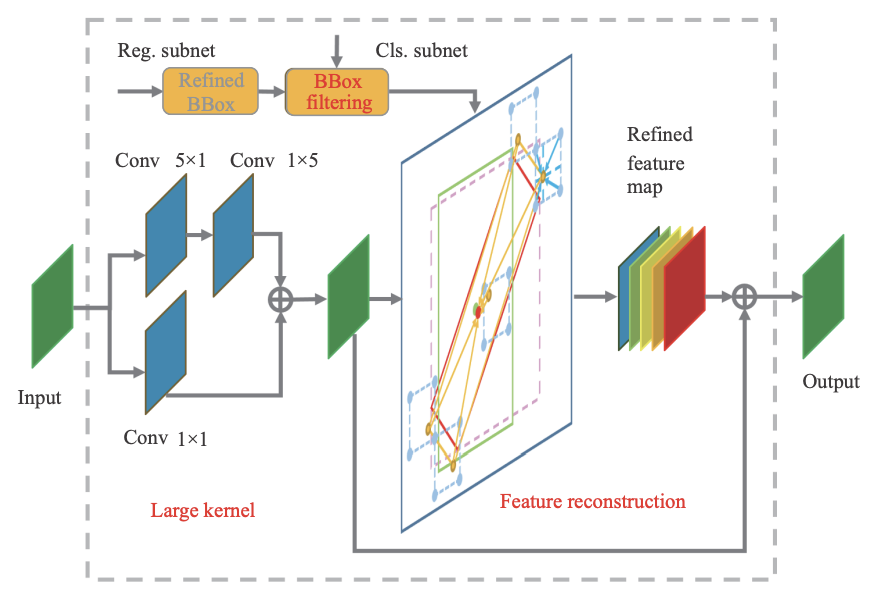 Reg. subnet
Cls. subnet
Refined
BBox
BBox
filtering
Conv 5×1
Conv 1×5
Refined
feature
map
Input
Output
Conv 1×1
Large kernel
Feature reconstruction